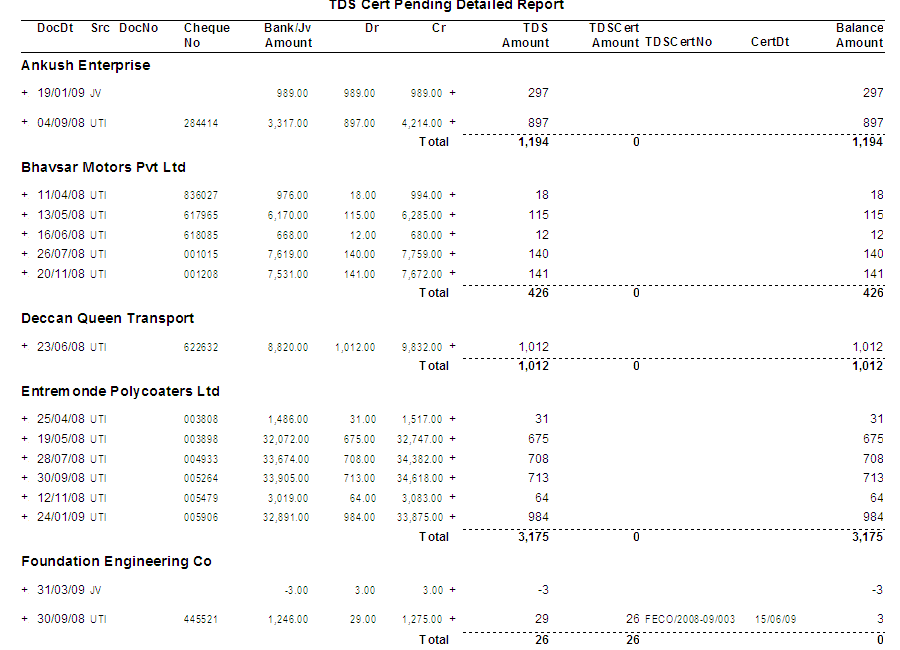 TDS Cert Pending Detailed Report
DocDt Src DocNo Cheque Bank/Jv Dr Cr TDS TDSCert Balance
No Amount Amount Amount TDSCertNo CertDt Amount
Ankush Enterprise
+ 19/01/09 JV 989.00 989.00 989.00 + 297 297
+ 04/09/08 UTI 284414 3,317.00 897.00 4,214.00 + 897 897
Total 1,194 0 1,194
Bhavsar Motors Pvt Ltd
+ 11/04/08 UTI 836027 976.00 18.00 994.00 + 18 18
+ 13/05/08 UTI 617965 6,170.00 115.00 6,285.00 + 115 115
+ 16/06/08 UTI 618085 668.00 12.00 680.00 + 12 12
+ 26/07/08 UTI 001015 7,619.00 140.00 7,759.00 + 140 140
+ 20/11/08 UTI 001208 7,531.00 141.00 7,672.00 + 141 141
Total 426 0 426
Deccan Queen Transport
+ 23/06/08 UTI 622632 8,820.00 1,012.00 9,832.00 + 1,012 1,012
Total 1,012 0 1,012
Entremonde Polycoaters Ltd
+ 25/04/08 UTI 003808 1,486.00 31.00 1,517.00 + 31 31
+ 19/05/08 UTI 003898 32,072.00 675.00 32,747.00 + 675 675
+ 28/07/08 UTI 004933 33,674.00 708.00 34,382.00 + 708 708
+ 30/09/08 UTI 005264 33,905.00 713.00 34,618.00 + 713 713
+ 12/11/08 UTI 005479 3,019.00 64.00 3,083.00 + 64 64
+ 24/01/09 UTI 005906 32,891.00 984.00 33,875.00 + 984 984
Total 3,175 0 3,175
Foundation Engineering Co
+ 31/03/09 JV -3.00 3.00 3.00 + -3 -3
+ 30/09/08 UTI 445521 1,246.00 29.00 1,275.00 + 29 26 FECO/2008-09/003 15/06/09 3
Total 26 26 0